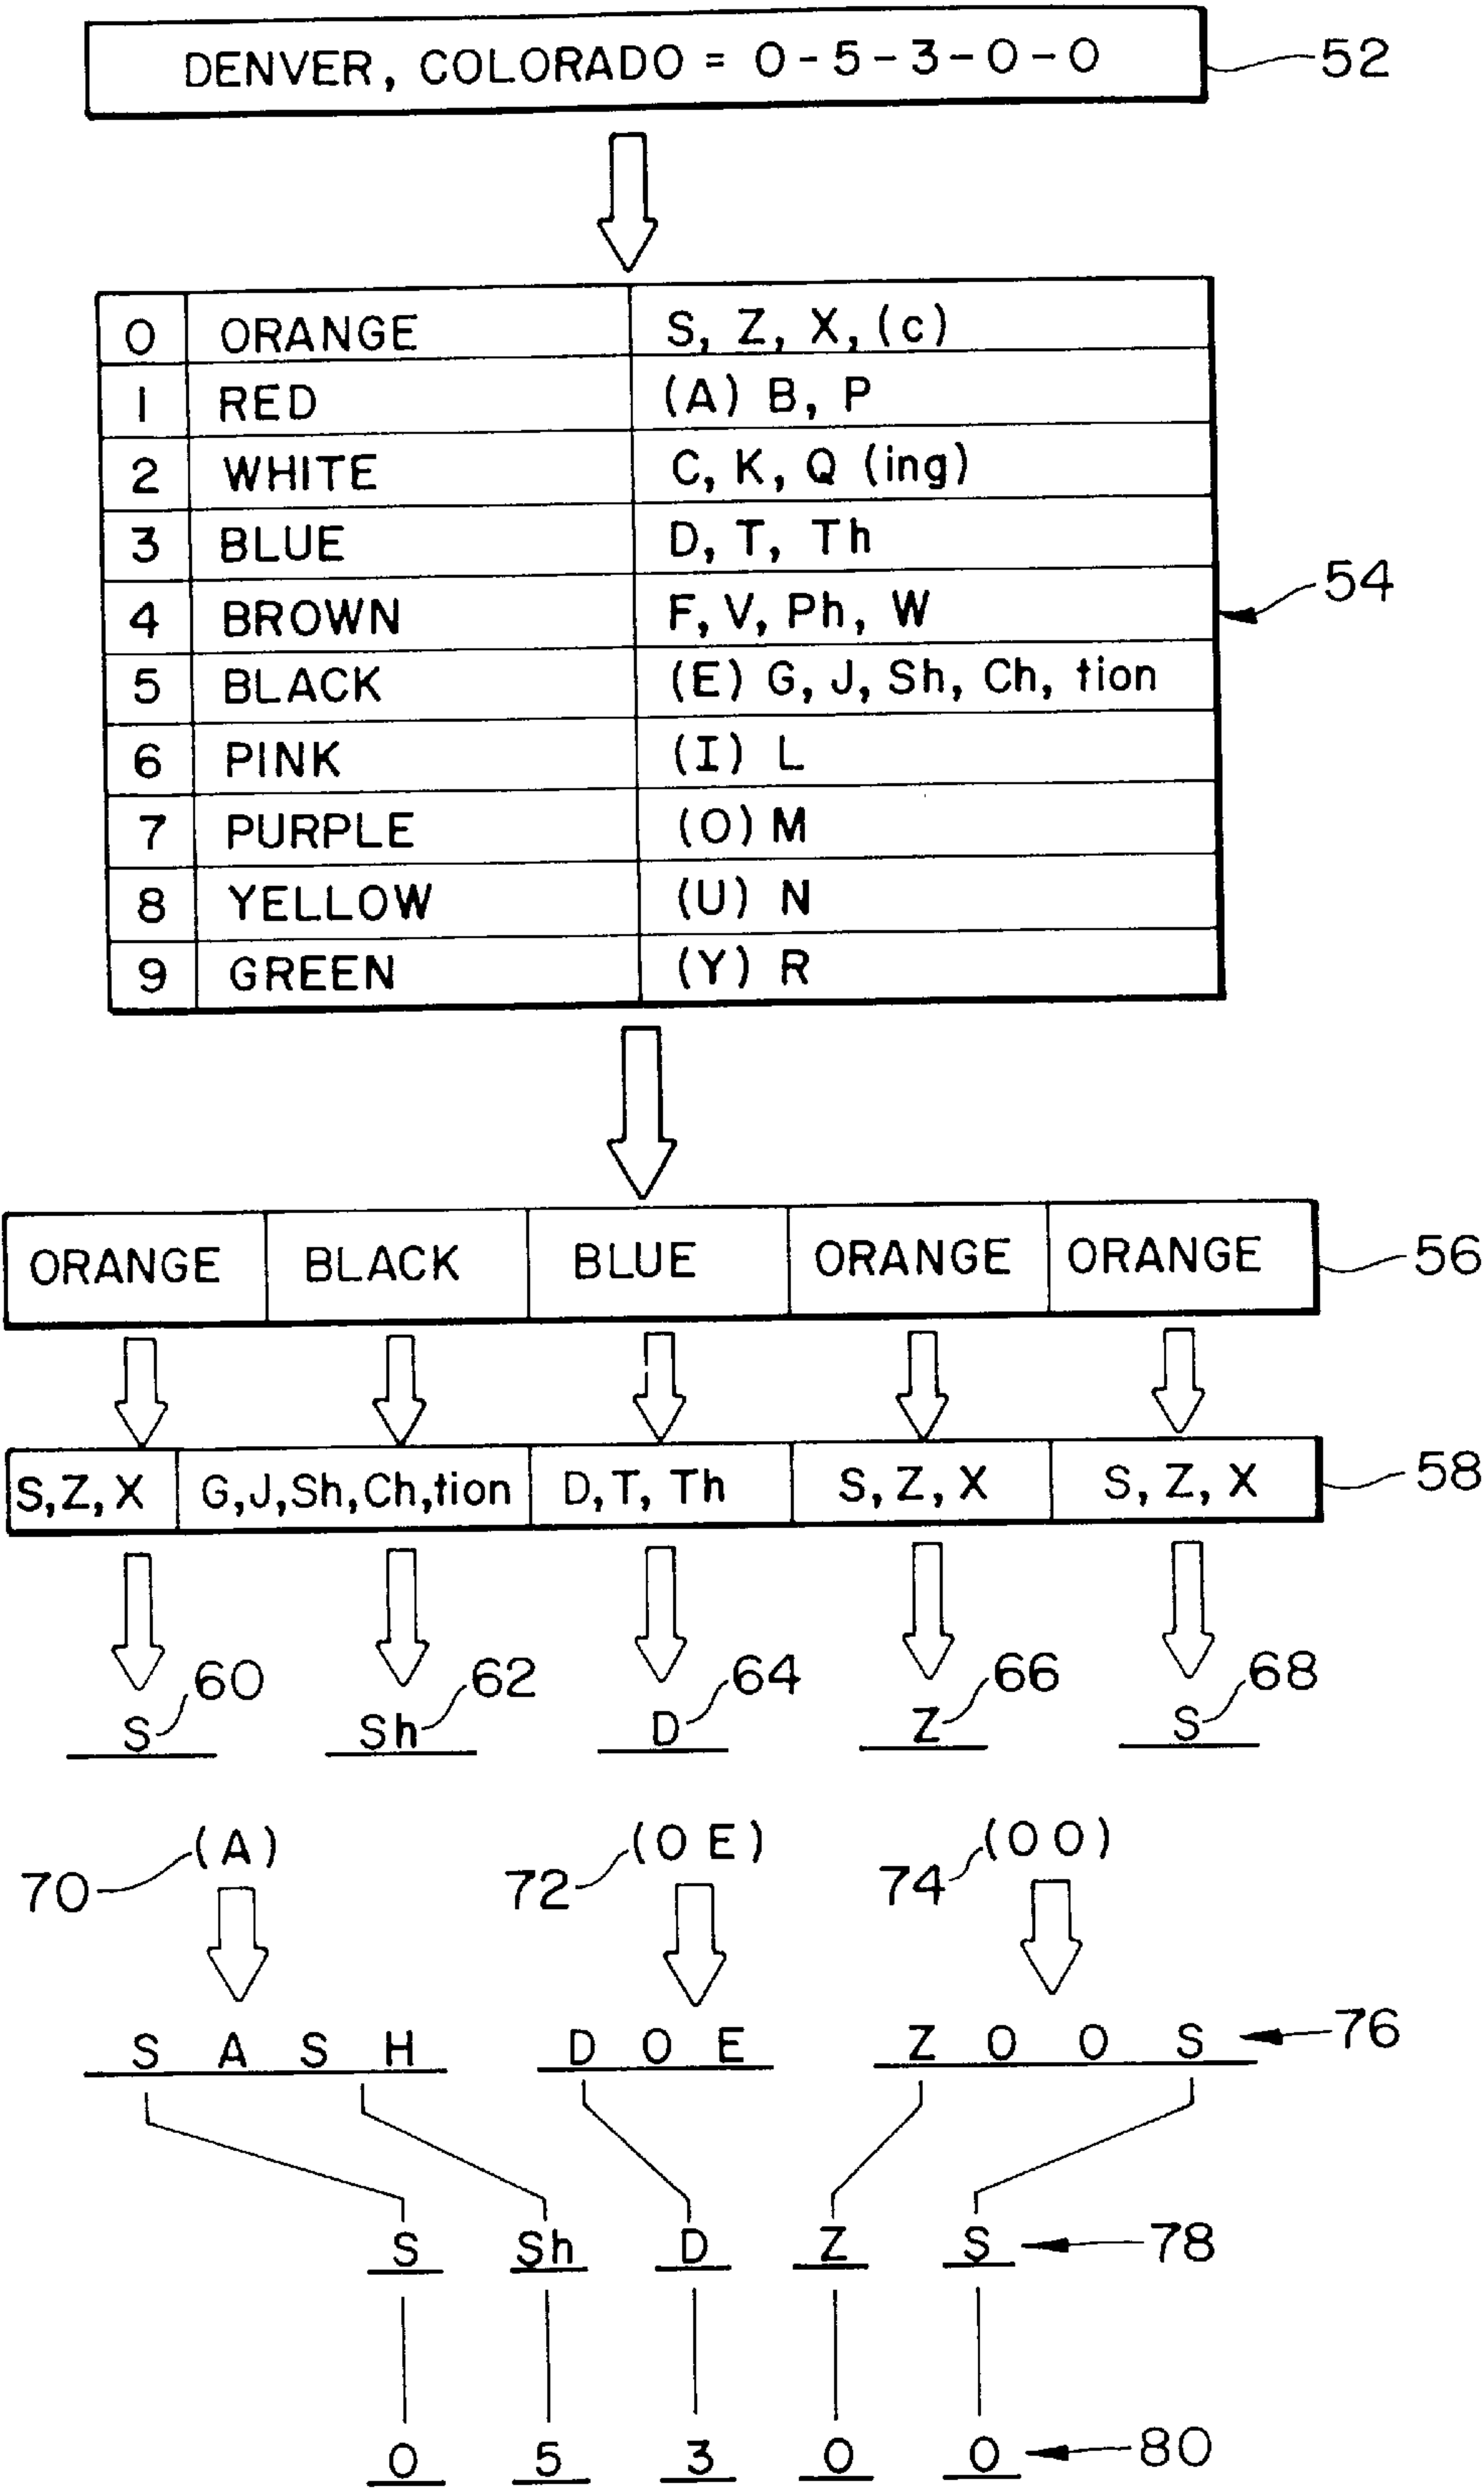 DENVER, COLORADO = 0-5-3-0-0 52
0 ORANGE S, Z, X, (c)
1 RED (A) B, P
2 WHITE C, K, Q (ing)
3 BLUE D, T, Th
4 BROWN F, V, Ph, W
54
5 BLACK (E) G, J, Sh, Ch, tion
6 PINK (I) L
7 PURPLE (O) M
8 YELLOW (U) N
9 GREEN (Y) R
ORANGE BLACK BLUE ORANGE ORANGE 56
S, Z, X G, J, Sh, Ch, tion D, T, Th S, Z, X S, Z, X 58
60 62 64 66 68
S Sh D Z S
(A) (OE) (OO)
70 72 74
S A S H D O E Z O O S 76
S Sh D Z S 78
0 5 3 0 0 80